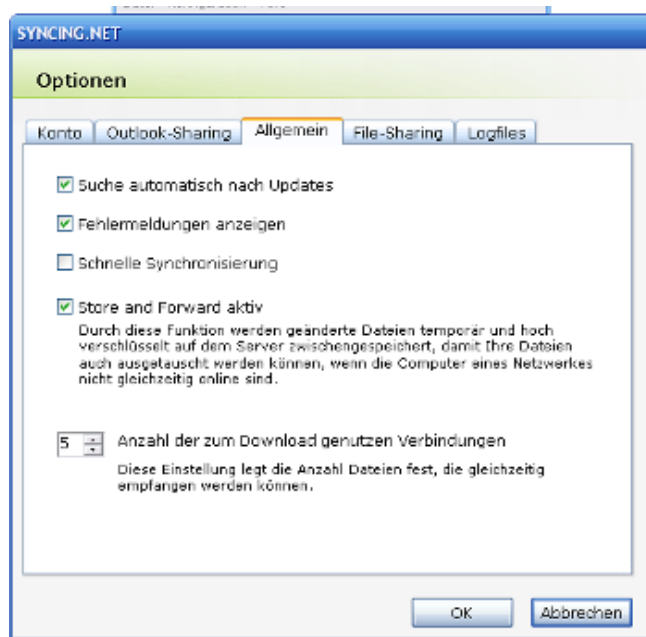 SYNCING.NET
Optionen
Konto Outlook-Sharing Allgemein File-Sharing Logfiles
Suche automatisch nach Updates
Fehlermeldungen anzeigen
Schnelle Synchronisierung
Store and Forward aktiv
Durch diese Funktion werden geänderte Dateien temporär und hoch
verschlüsselt auf dem Server zwischengespeichert, damit Ihre Dateien
auch ausgetauscht werden können, wenn die Computer eines Netzwerkes
nicht gleichzeitig online sind.
5 Anzahl der zum Download genutzen Verbindungen
Diese Einstellung legt die Anzahl Dateien fest, die gleichzeitig
empfangen werden können.
OK Abbrechen